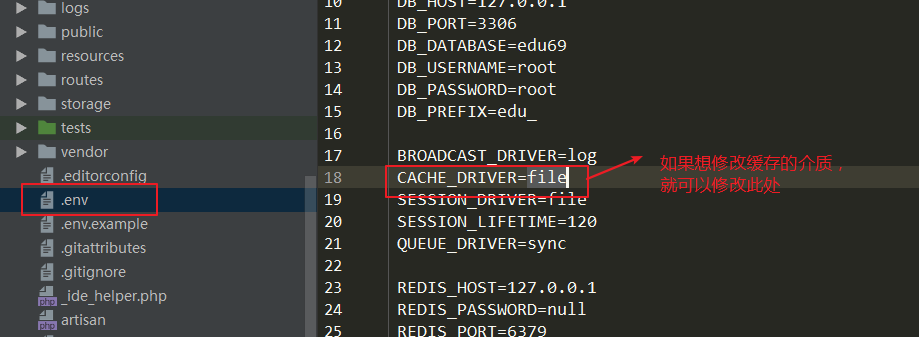 logs
public
resources
routes
storage
tests
vendor
.editorconfig
.env
.env.example
.gitattributes
.gitignore
_ide_helper.php
artisan
10 DB_HOST=127.0.0.1
11 DB_PORT=3306
12 DB_DATABASE=edu69
13 DB_USERNAME=root
14 DB_PASSWORD=root
15 DB_PREFIX=edu_
16
17 BROADCAST_DRIVER=log
18 CACHE_DRIVER=file
19 SESSION_DRIVER=file
20 SESSION_LIFETIME=120
21 QUEUE_DRIVER=sync
22
23 REDIS_HOST=127.0.0.1
24 REDIS_PASSWORD=null
25 REDIS_PORT=6379
如果想修改缓存的介质，
就可以修改此处